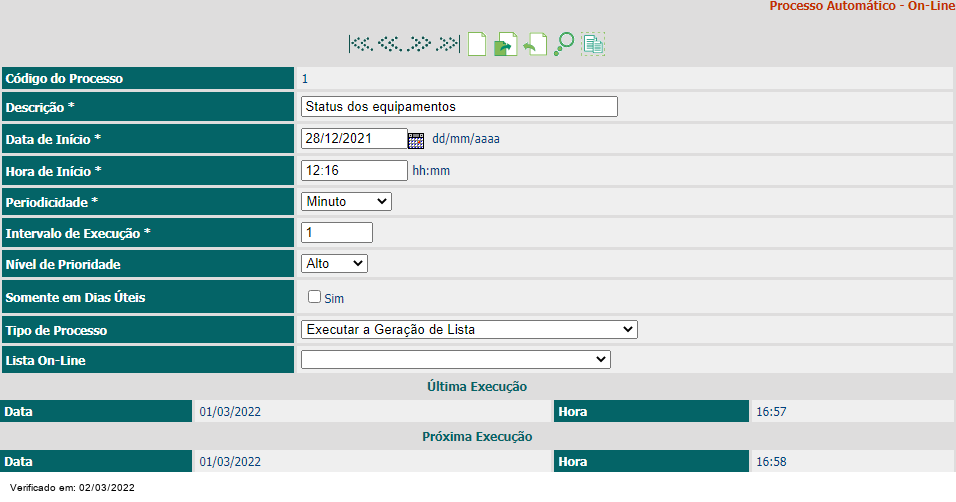 Processo Automático - On-Line
Código do Processo 1
Descrição * Status dos equipamentos
Data de Início * 28/12/2021 dd/mm/aaaa
Hora de Início * 12:16 hh:mm
Periodicidade * Minuto
Intervalo de Execução * 1
Nível de Prioridade Alto
Somente em Dias Úteis Sim
Tipo de Processo Executar a Geração de Lista
Lista On-Line
Última Execução
Data 01/03/2022 Hora 16:57
Próxima Execução
Data 01/03/2022 Hora 16:58
Verificado em: 02/03/2022